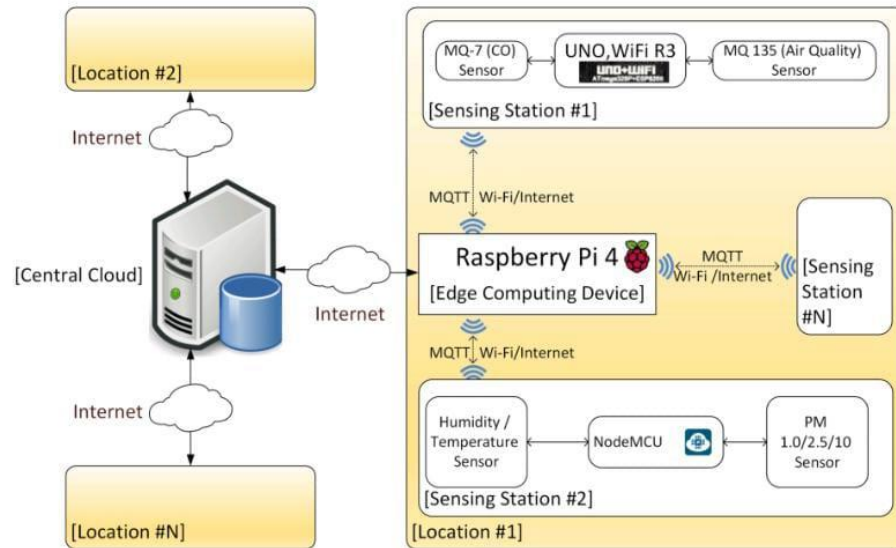 [Location #2]
Internet
[Central Cloud]
Internet
Internet
[Location #N]
MQ-7 (CO)
Sensor
UNO,WiFi R3
UNO+WiFi
ATmega328P+ESP8266
MQ 135 (Air Quality)
Sensor
[Sensing Station #1]
MQTT Wi-Fi/Internet
Raspberry Pi 4
[Edge Computing Device]
MQTT
Wi-Fi /Internet
[Sensing
Station
#N]
MQTT Wi-Fi/Internet
Humidity /
Temperature
Sensor
NodeMCU
PM
1.0/2.5/10
Sensor
[Sensing Station #2]
[Location #1]